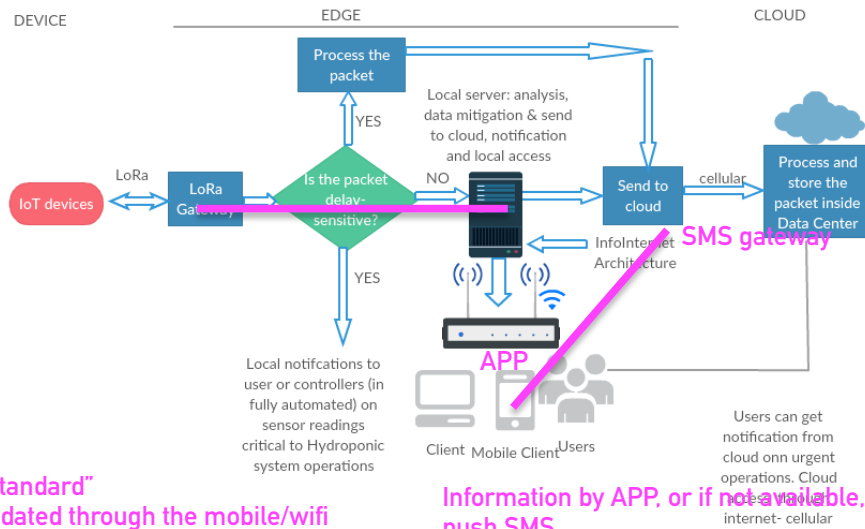 DEVICE
EDGE
CLOUD
Process the
packet
YES
Local server: analysis,
data mitigation & send
to cloud, notification
and local access
LoRa
IoT devices
LoRa
Gateway
Is the packet
delay-
sensitive?
NO
Send to
cloud
cellular
Process and
store the
packet inside
Data Center
SMS gateway
InfoInternet
Architecture
YES
APP
Local notifcations to
user or controllers (in
fully automated) on
sensor readings
critical to Hydroponic
system operations
Client
Mobile Client
Users
Users can get
notification from
cloud onn urgent
operations. Cloud
access through
internet- cellular
tandard”
dated through the mobile/wifi
Information by APP, or if not available,
push SMS